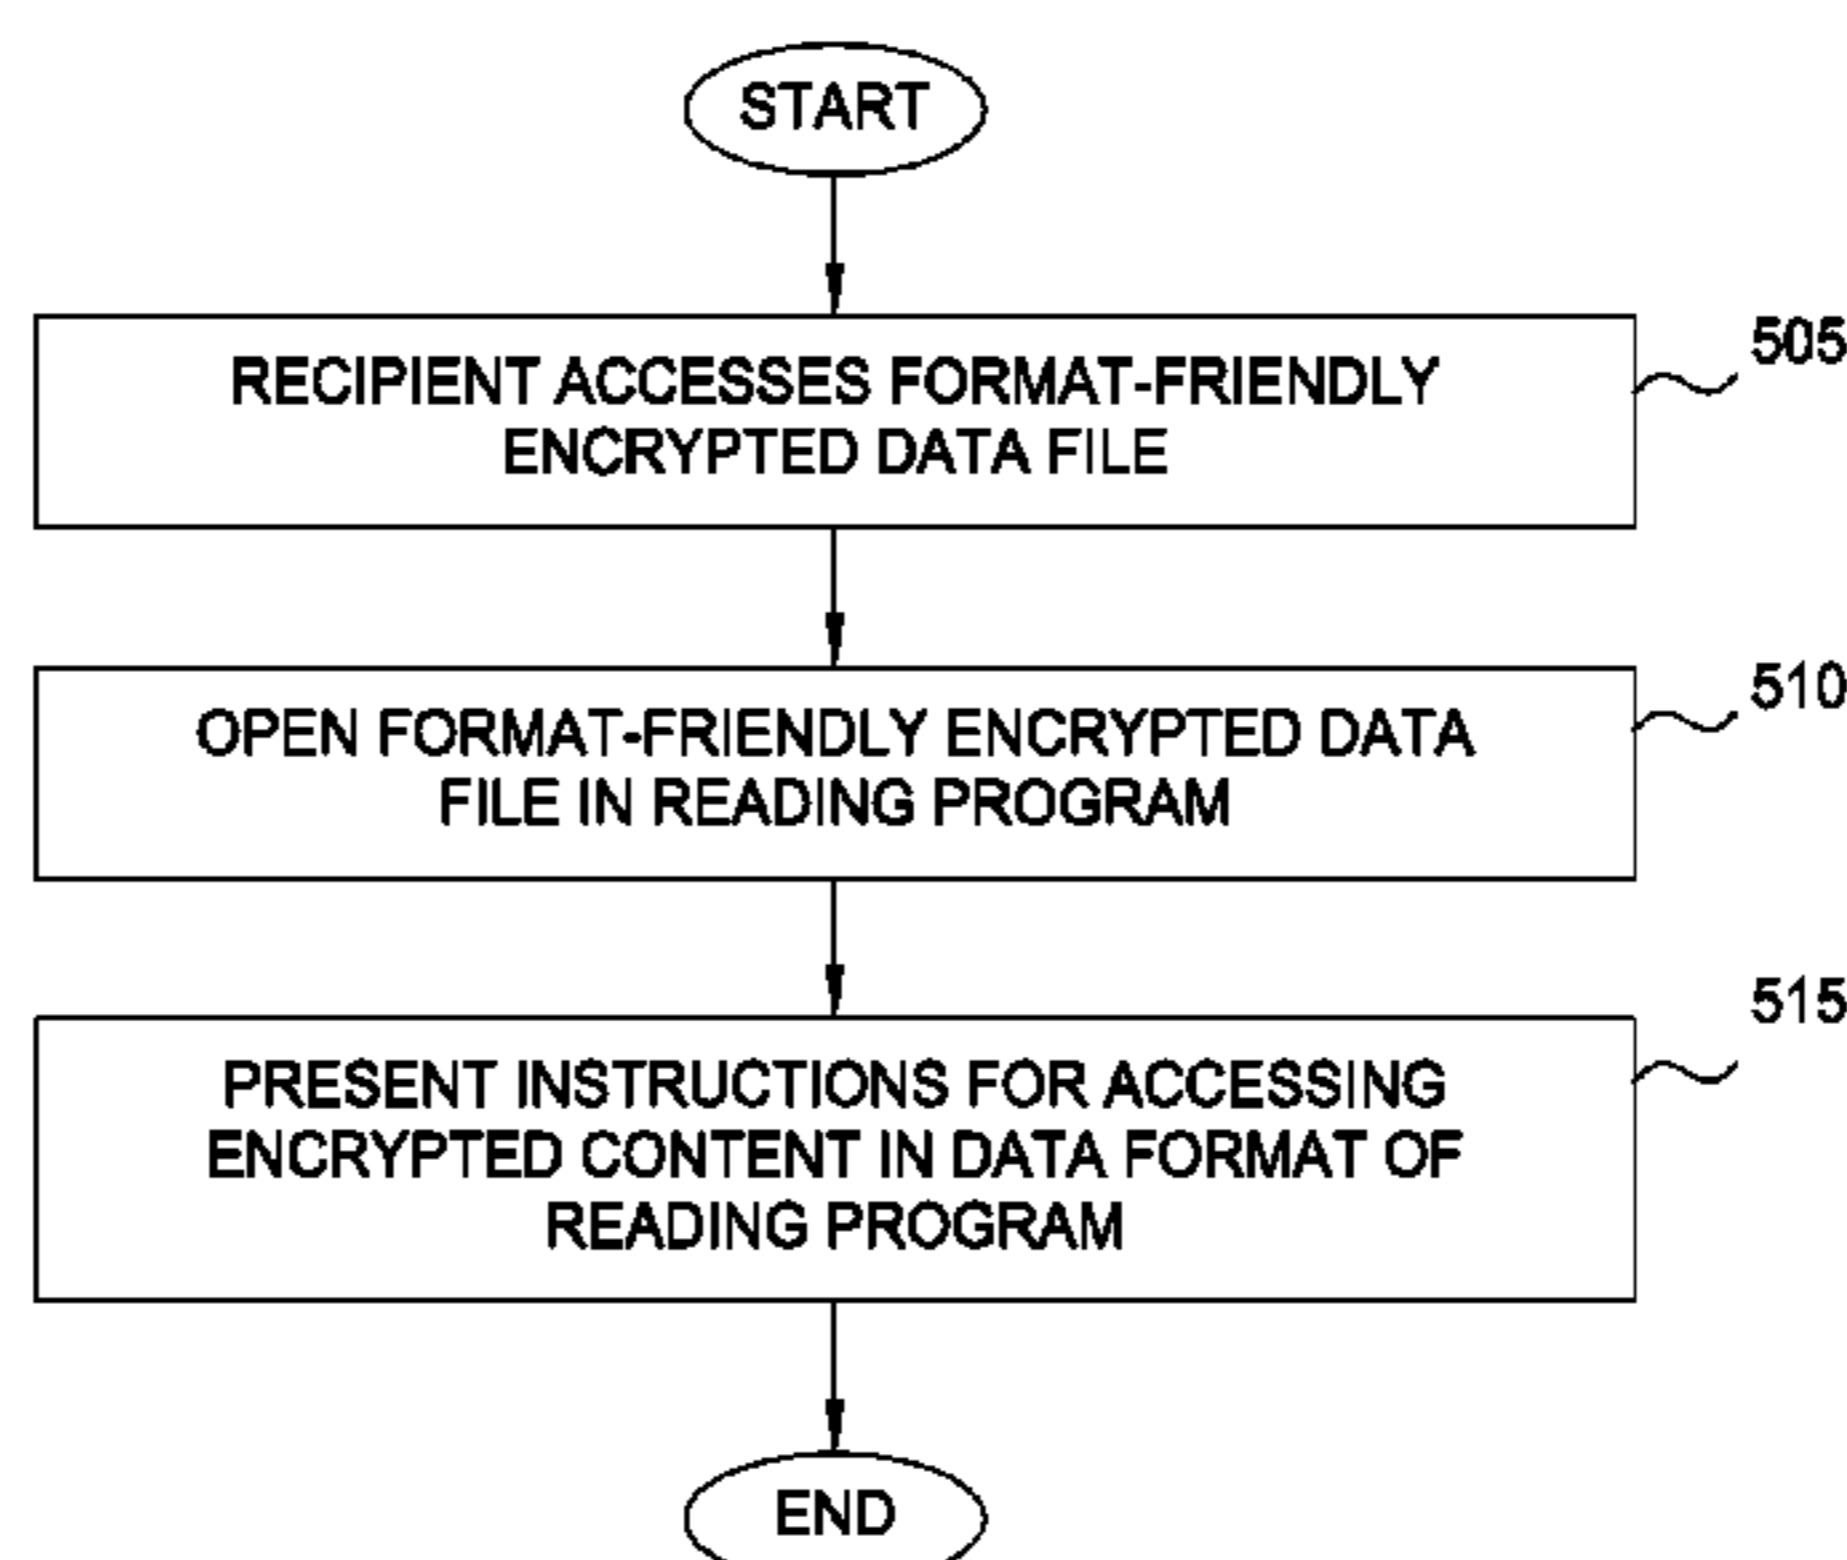 START
RECIPIENT ACCESSES FORMAT-FRIENDLY
ENCRYPTED DATA FILE
505
OPEN FORMAT-FRIENDLY ENCRYPTED DATA
FILE IN READING PROGRAM
510
PRESENT INSTRUCTIONS FOR ACCESSING
ENCRYPTED CONTENT IN DATA FORMAT OF
READING PROGRAM
515
END